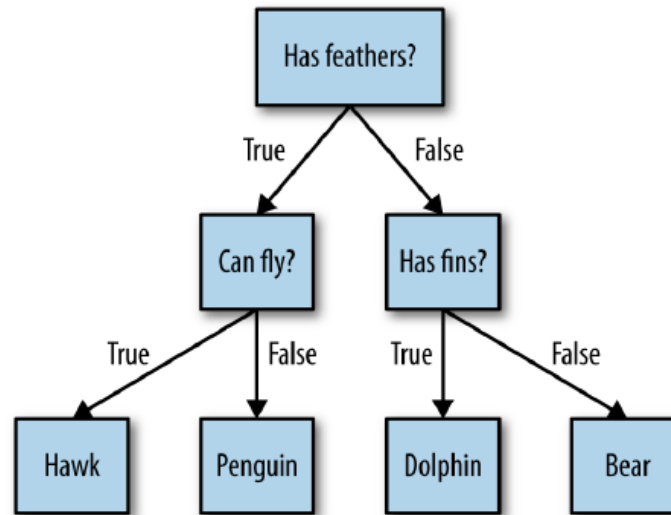 Has feathers?
True
False
Can fly?
Has fins?
True
False
True
False
Hawk
Penguin
Dolphin
Bear